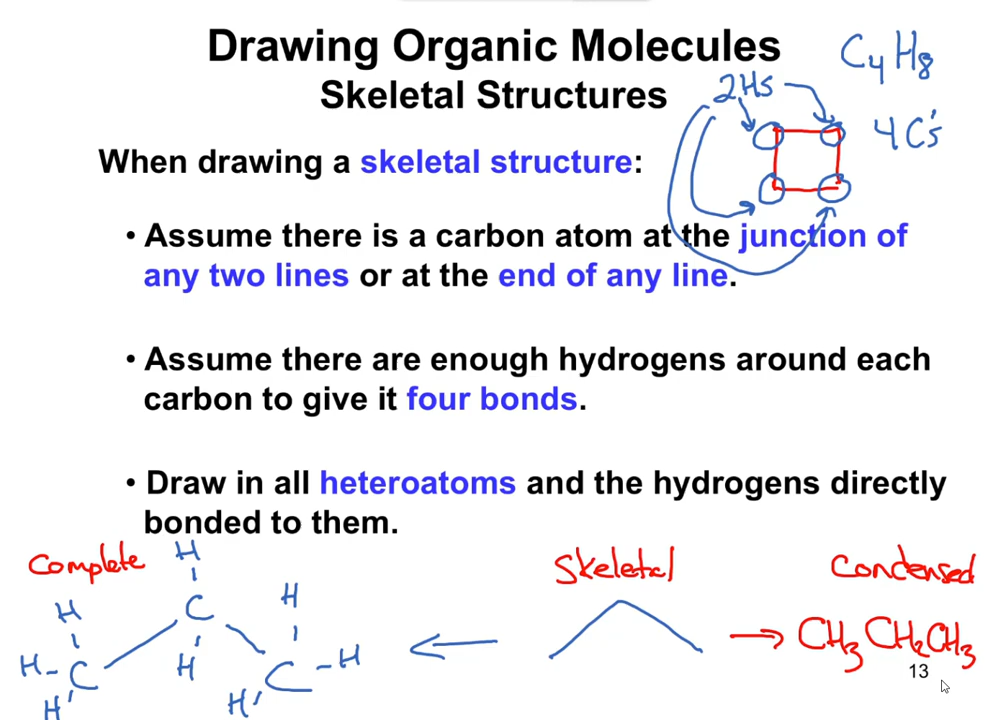 Drawing Organic Molecules
Skeletal Structures
C4H8
2Hs
4C's
When drawing a skeletal structure:
• Assume there is a carbon atom at the junction of
any two lines or at the end of any line.
• Assume there are enough hydrogens around each
carbon to give it four bonds.
• Draw in all heteroatoms and the hydrogens directly
bonded to them.
Complete
H
H
C
H
H
H-C
H
C-H
H
H
Skeletal
Condensed
CH3CH2CH3
13